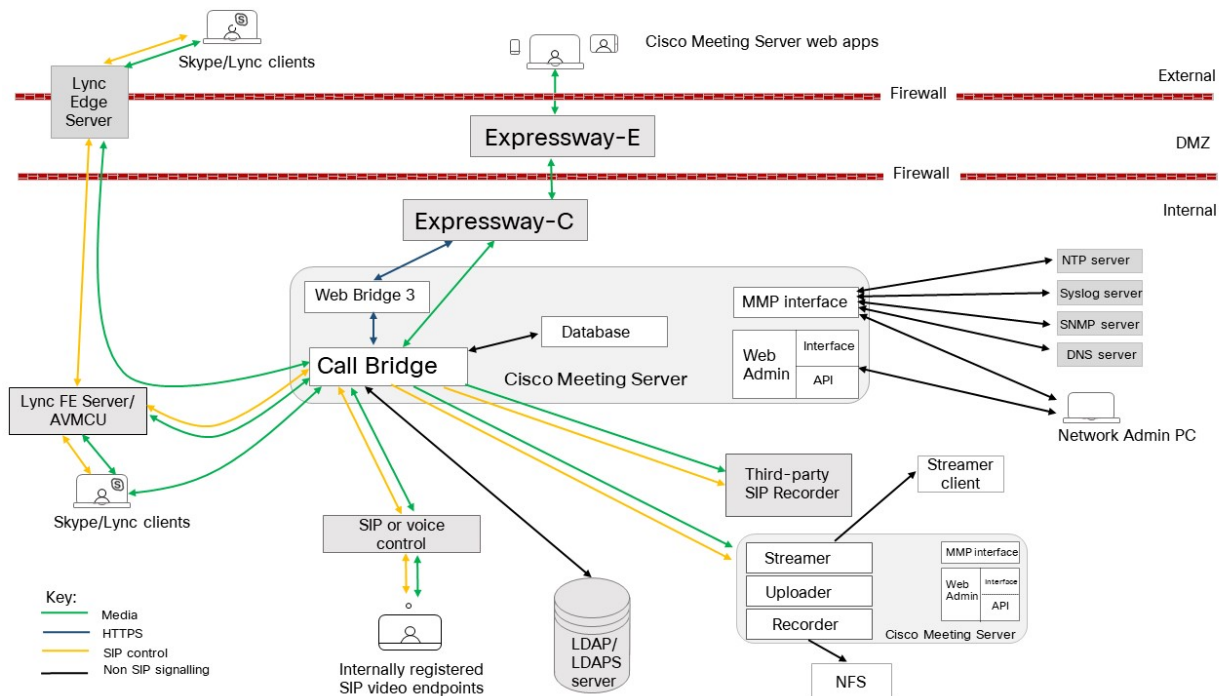 Skype/Lync clients
Cisco Meeting Server web apps
Lync
Edge
Server
External
Firewall
Expressway-E
DMZ
Firewall
Expressway-C
Internal
Web Bridge 3
MMP interface
NTP server
Syslog server
SNMP server
DNS server
Database
Call Bridge
Cisco Meeting Server
Web
Admin
Interface
API
Lync FE Server/
AVMCU
Network Admin PC
Skype/Lync clients
Third-party
SIP Recorder
Streamer
client
SIP or voice
control
Streamer
Uploader
Recorder
MMP interface
Web
Admin
Interface
API
Cisco Meeting Server
Key:
Media
HTTPS
SIP control
Non SIP signalling
Internally registered
SIP video endpoints
LDAP/
LDAPS
server
NFS